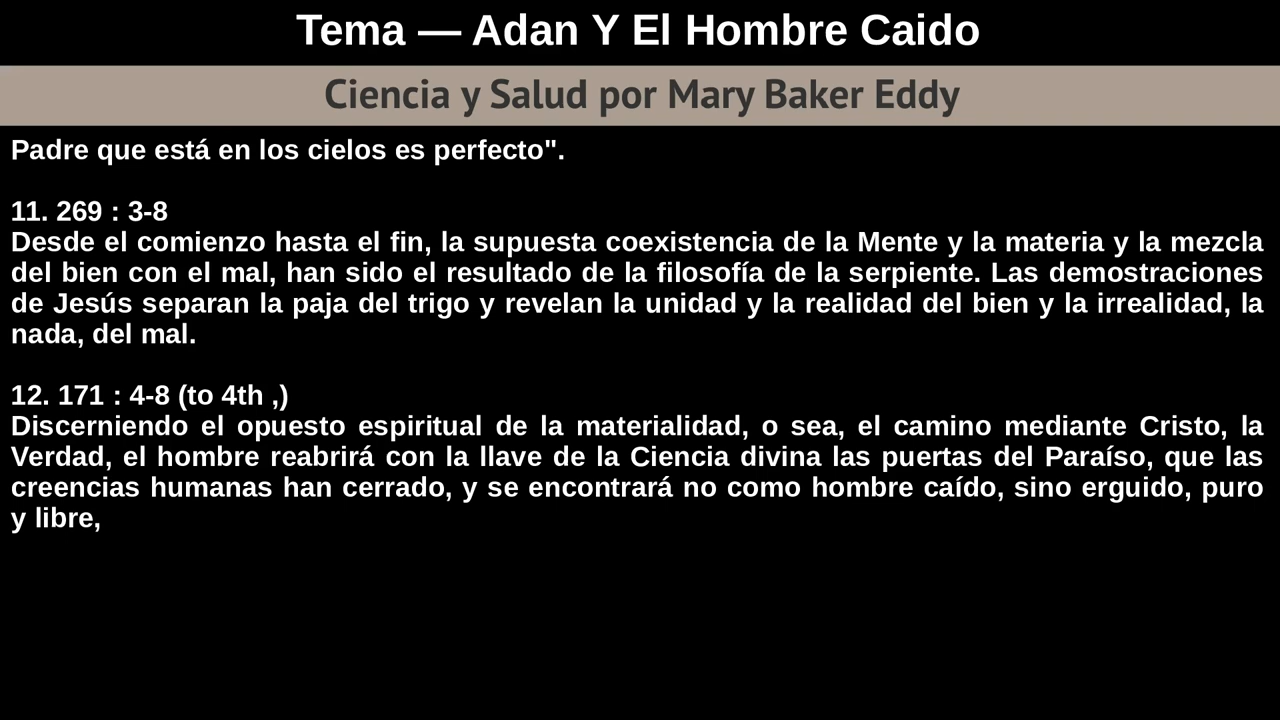 Tema — Adan Y El Hombre Caido
Ciencia y Salud por Mary Baker Eddy
Padre que está en los cielos es perfecto".
11. 269 : 3-8
Desde el comienzo hasta el fin, la supuesta coexistencia de la Mente y la materia y la mezcla
del bien con el mal, han sido el resultado de la filosofía de la serpiente. Las demostraciones
de Jesús separan la paja del trigo y revelan la unidad y la realidad del bien y la irrealidad, la
nada, del mal.
12. 171 : 4-8 (to 4th ,)
Discerniendo el opuesto espiritual de la materialidad, o sea, el camino mediante Cristo, la
Verdad, el hombre reabrirá con la llave de la Ciencia divina las puertas del Paraíso, que las
creencias humanas han cerrado, y se encontrará no como hombre caído, sino erguido, puro
y libre,